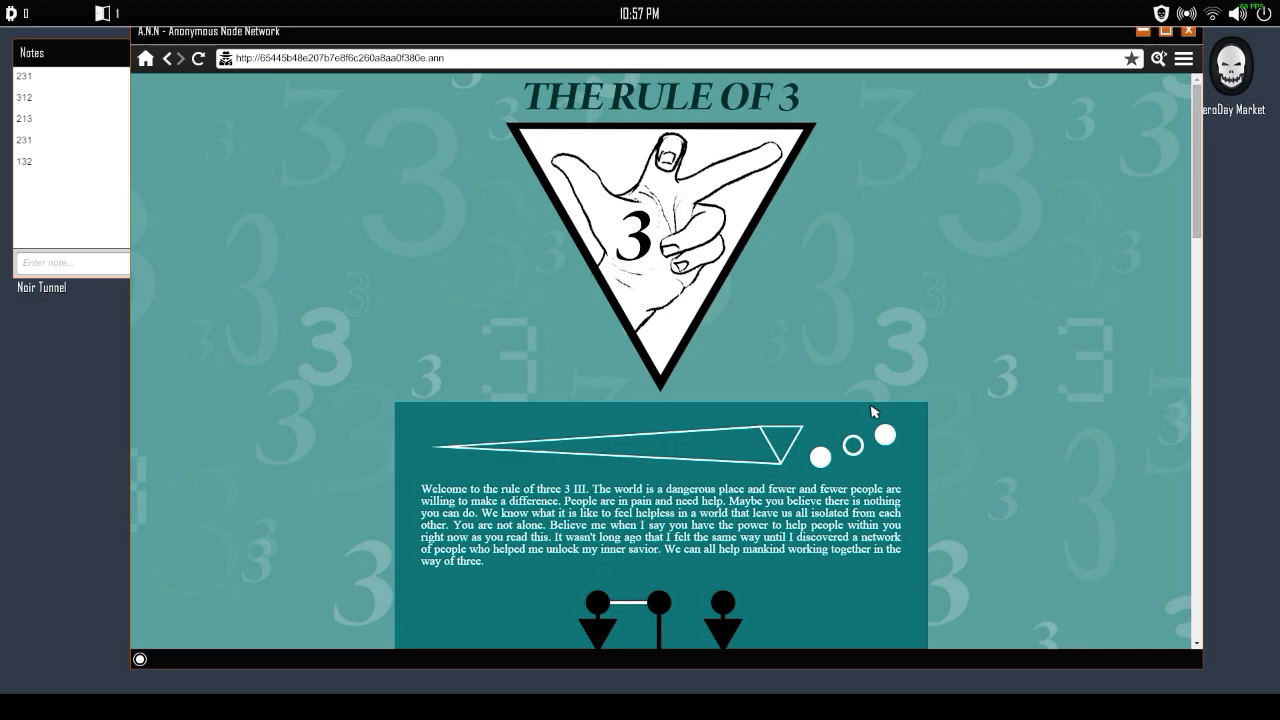 0
1
10:57 PM
60 FPS
A.N.N - Anonymous Node Network
Notes
http://65445b48e207b7e8f6c260a8aa0f380e.ann
231
312
213
231
132
Enter note...
Noir Tunnel
eroDay Market
THE RULE OF 3
3
Welcome to the rule of three 3 III. The world is a dangerous place and fewer and fewer people are
willing to make a difference. People are in pain and need help. Maybe you believe there is nothing
you can do. We know what it is like to feel helpless in a world that leave us all isolated from each
other. You are not alone. Believe me when I say you have the power to help people within you
right now as you read this. It wasn't long ago that I felt the same way until I discovered a network
of people who helped me unlock my inner savior. We can all help mankind working together in the
way of three.